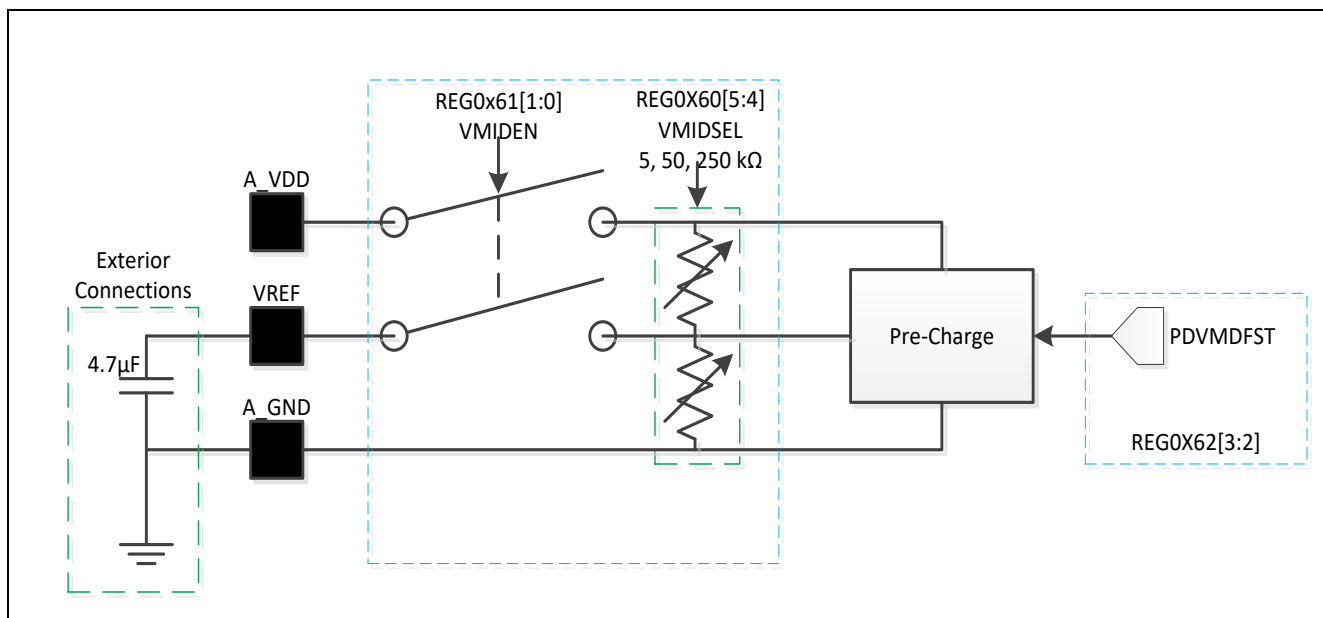 REG0x61[1:0]
VMIDEN
REG0X60[5:4]
VMIDSEL
5, 50, 250 kΩ
A_VDD
Exterior
Connections
VREF
4.7µF
A_GND
Pre-Charge
PDVMDFST
REG0X62[3:2]